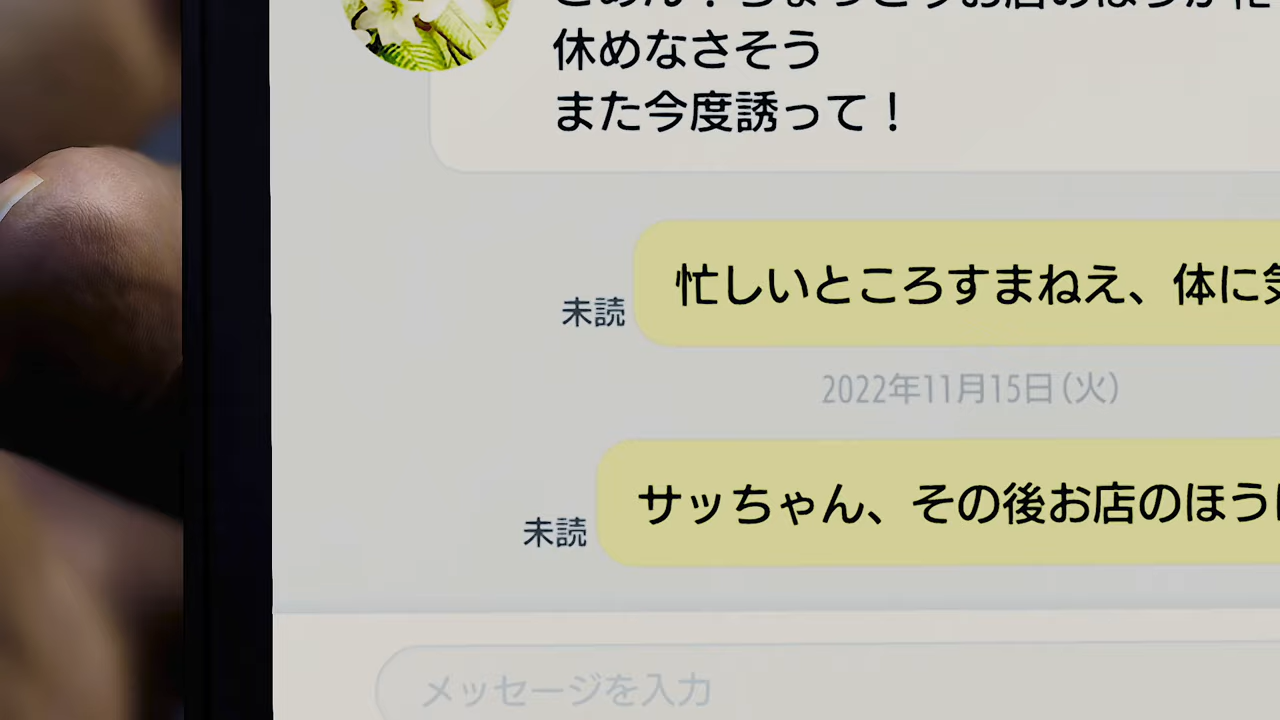 休めなさそう
また今度誘って！
忙しいところすまねえ、体に気
未読
2022年11月15日（火）
サッちゃん、その後お店のほうは
未読
メッセージを入力